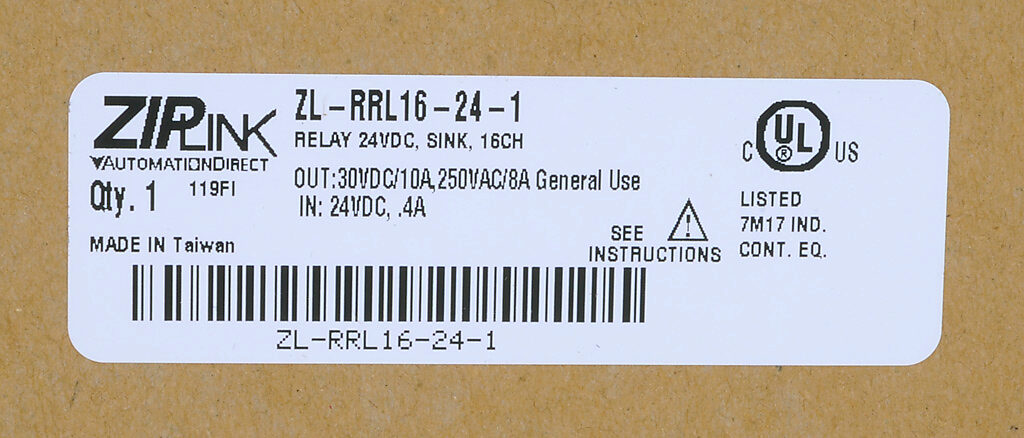 ZIPLINK
AUTOMATIONDIRECT
Qty. 1 119FI
MADE IN Taiwan
ZL-RRL16-24-1
RELAY 24VDC, SINK, 16CH
OUT:30VDC/10A,250VAC/8A General Use
IN: 24VDC, .4A
SEE
INSTRUCTIONS
C UL ® US
LISTED
7M17 IND.
CONT. EQ.
ZL-RRL16-24-1